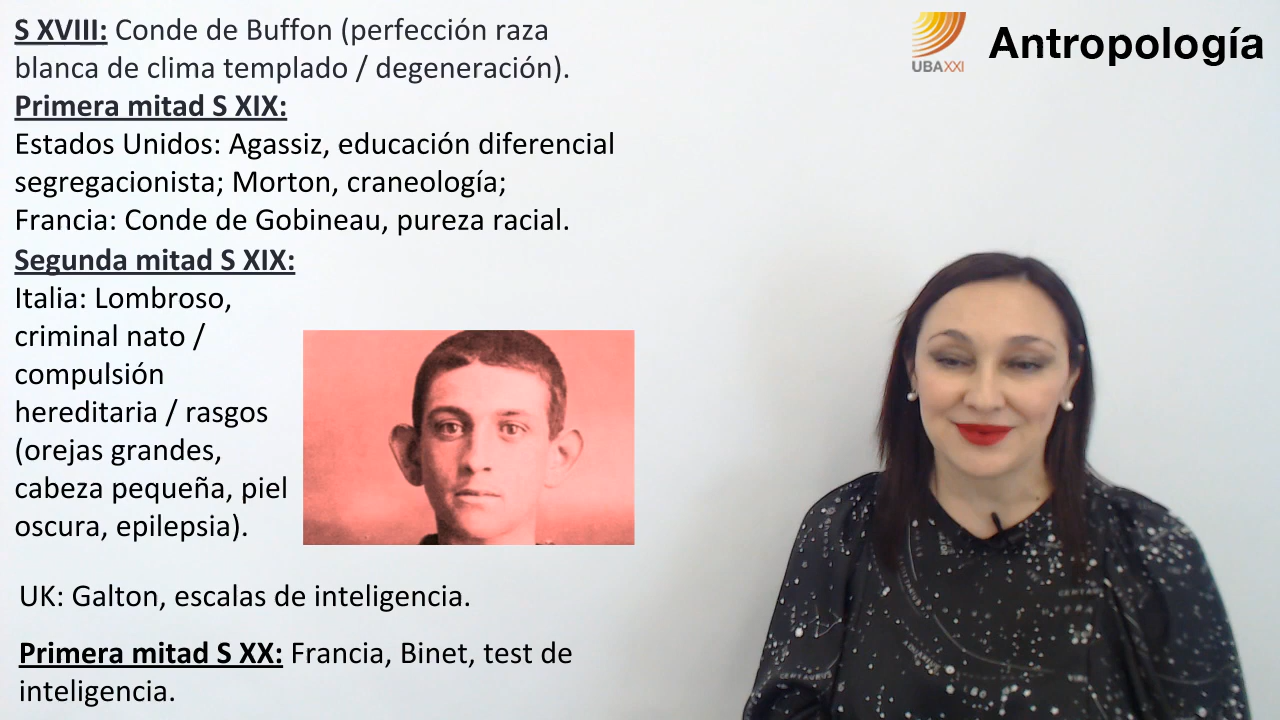 S XVIII: Conde de Buffon (perfección raza
blanca de clima templado / degeneración).
Primera mitad S XIX:
Estados Unidos: Agassiz, educación diferencial
segregacionista; Morton, craneología;
Francia: Conde de Gobineau, pureza racial.
Segunda mitad S XIX:
Italia: Lombroso,
criminal nato /
compulsión
hereditaria / rasgos
(orejas grandes,
cabeza pequeña, piel
oscura, epilepsia).
UK: Galton, escalas de inteligencia.
Primera mitad S XX: Francia, Binet, test de
inteligencia.
UBAXXI
Antropología
CENTAURUS